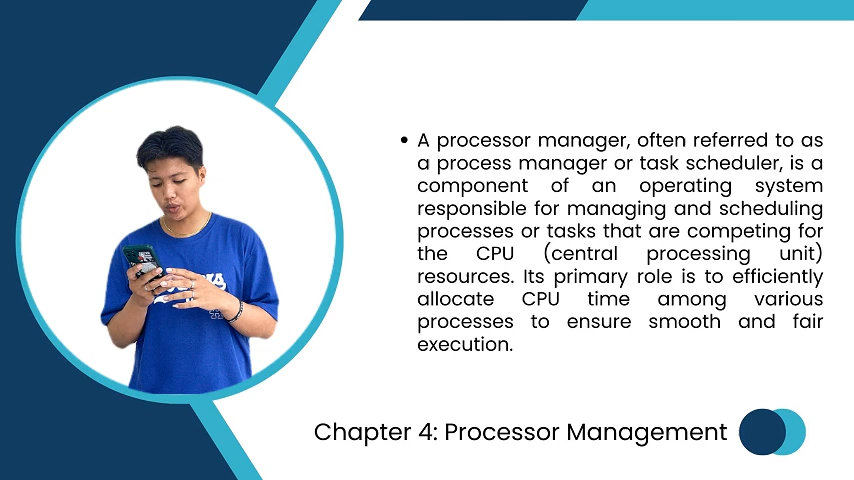 • A processor manager, often referred to as
a process manager or task scheduler, is a
component of an operating system
responsible for managing and scheduling
processes or tasks that are competing for
the CPU (central processing unit)
resources. Its primary role is to efficiently
allocate CPU time among various
processes to ensure smooth and fair
execution.
Chapter 4: Processor Management